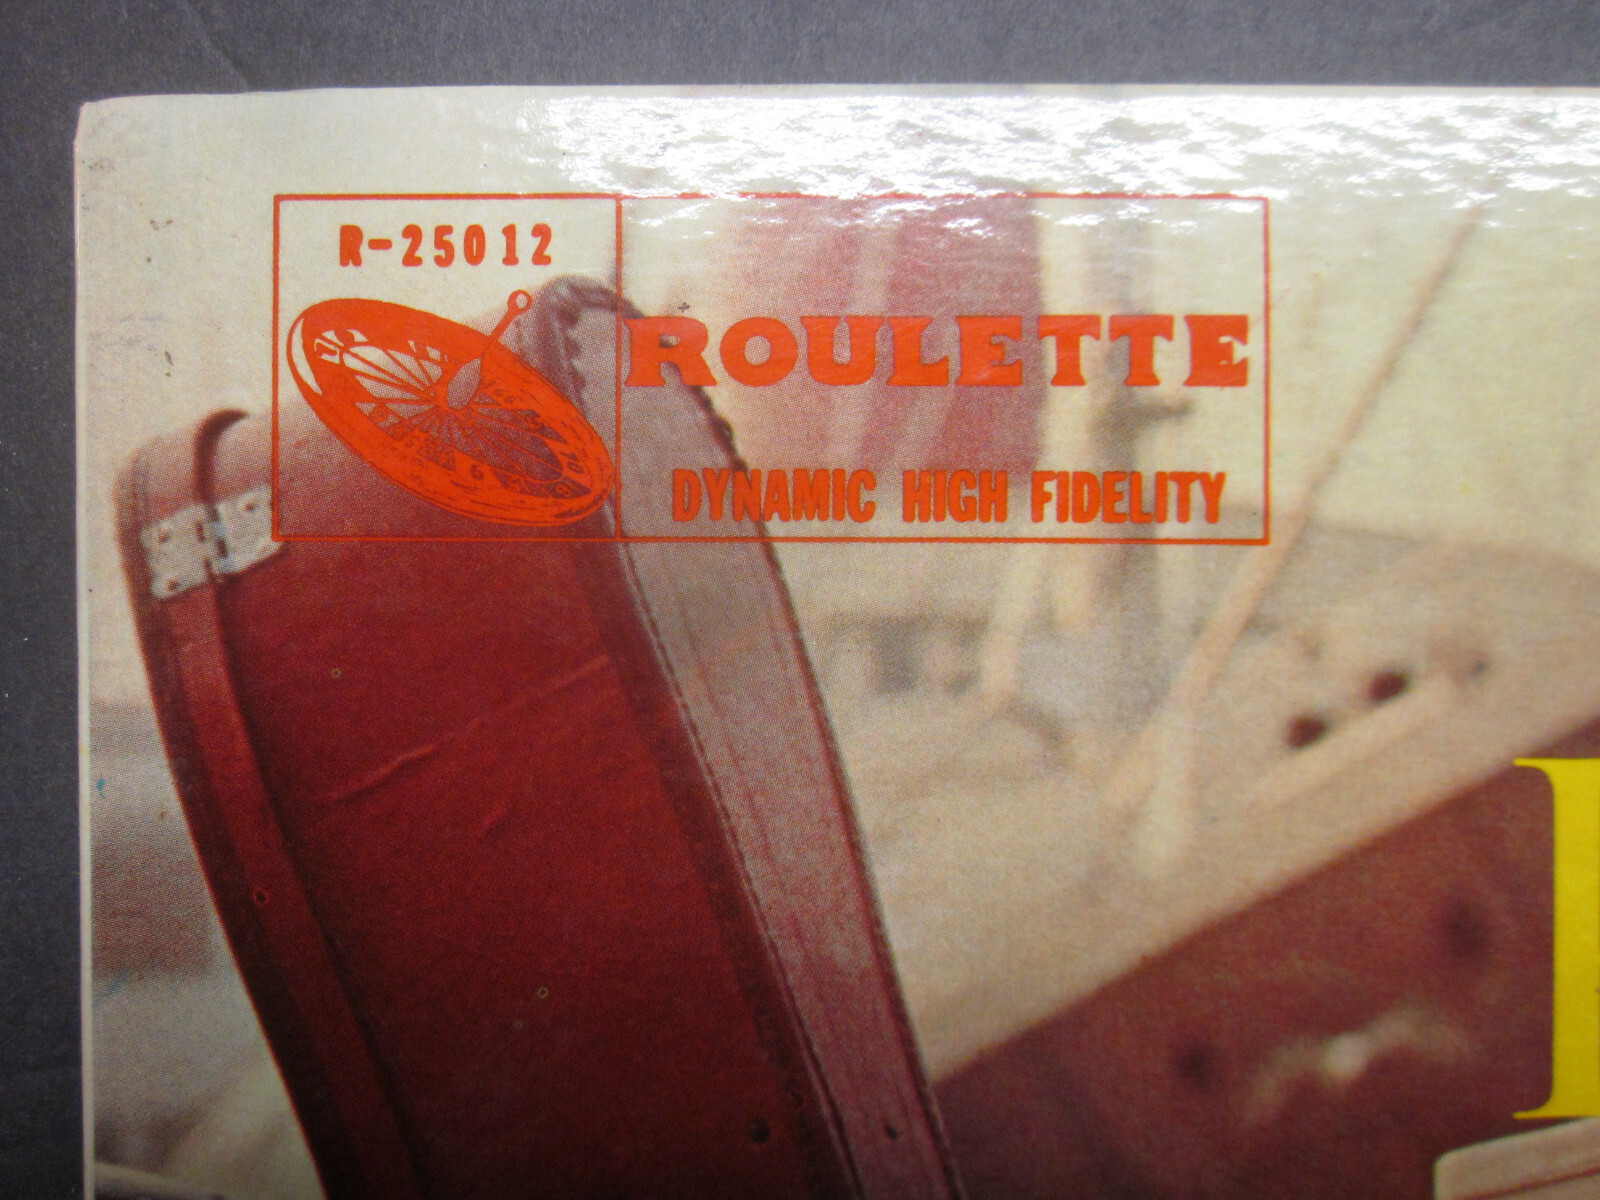 R-25012
ROULETTE
DYNAMIC HIGH FIDELITY